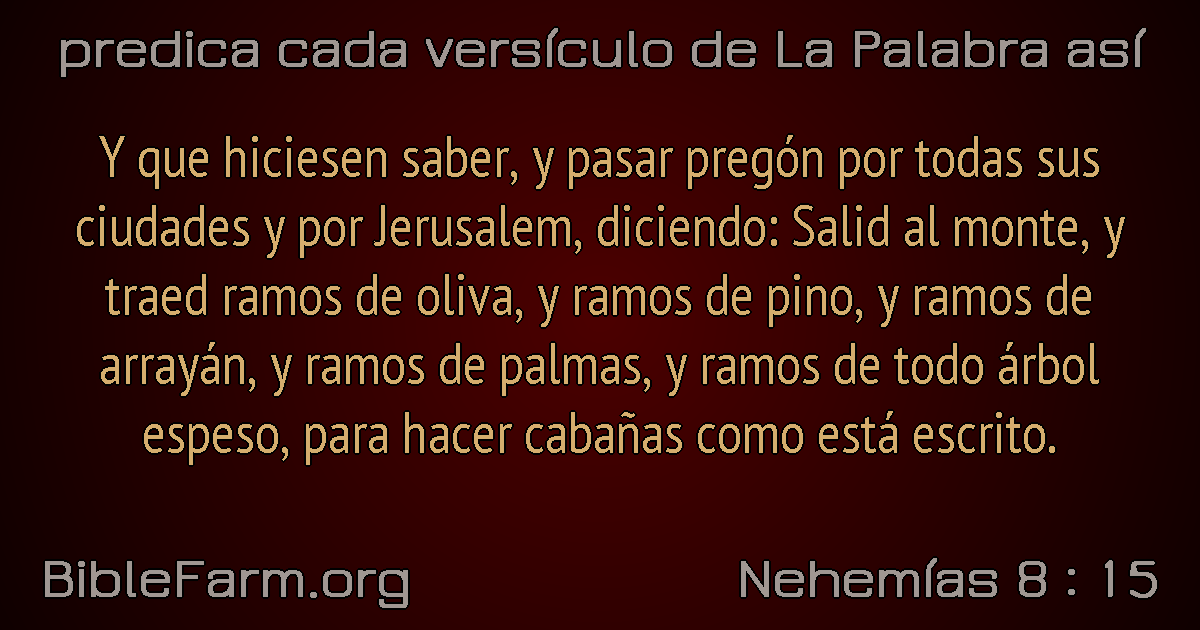 predica cada versículo de La Palabra así
Y que hiciesen saber, y pasar pregón por todas sus
ciudades y por Jerusalem, diciendo: Salid al monte, y
traed ramos de oliva, y ramos de pino, y ramos de
arrayán, y ramos de palmas, y ramos de todo árbol
espeso, para hacer cabañas como está escrito.
BibleFarm.org
Nehemías 8 : 15